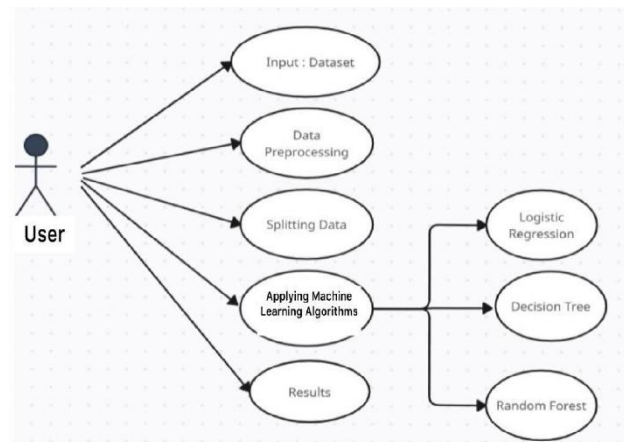 Input : Dataset
Data
Preprocessing
User
Splitting Data
Logistic
Regression
Applying Machine
Learning Algorithms
Decision Tree
Results
Random Forest